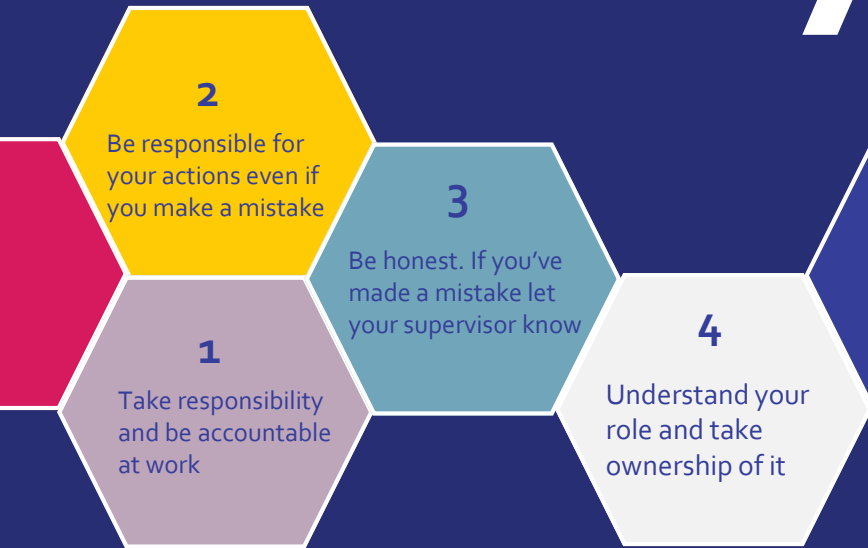 2
Be responsible for
your actions even if
you make a mistake
3
Be honest. If you’ve
made a mistake let
your supervisor know
1
Take responsibility
and be accountable
at work
4
Understand your
role and take
ownership of it